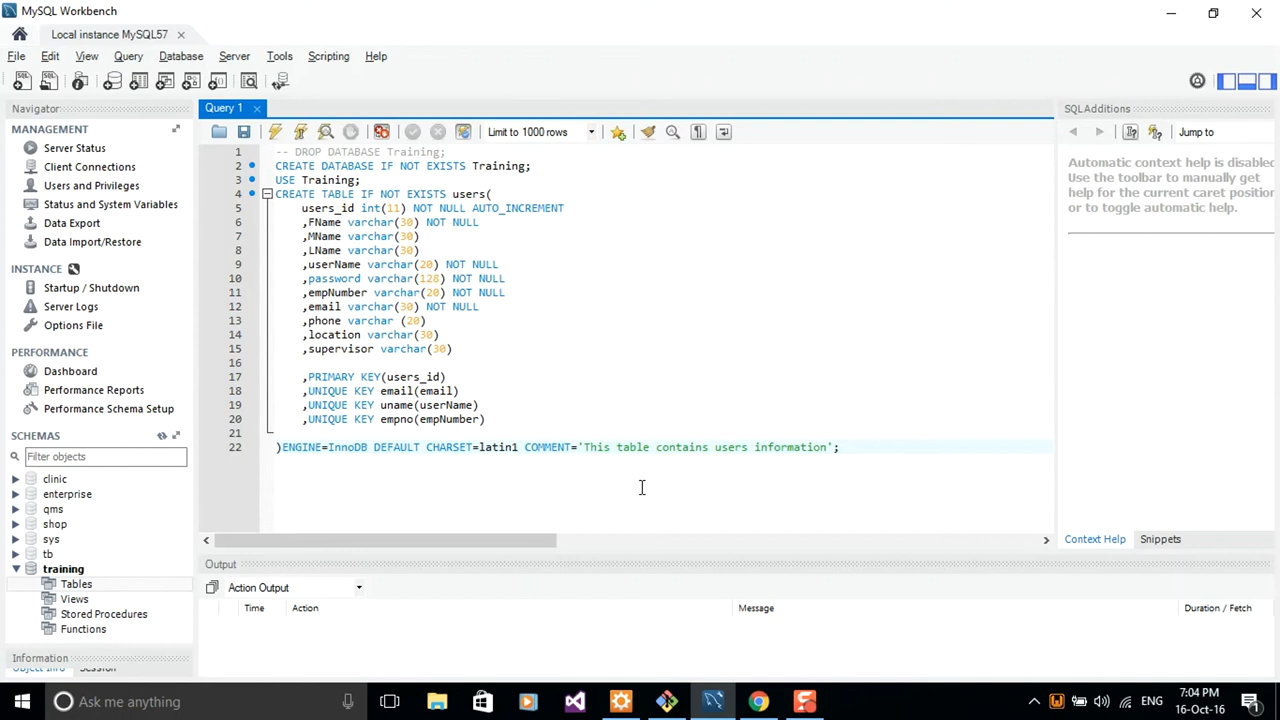 MySQL Workbench
Local instance MySQL57
File Edit View Query Database Server Tools Scripting Help
Navigator
MANAGEMENT
Server Status
Client Connections
Users and Privileges
Status and System Variables
Data Export
Data Import/Restore
INSTANCE
Startup / Shutdown
Server Logs
Options File
PERFORMANCE
Dashboard
Performance Reports
Performance Schema Setup
SCHEMAS
Filter objects
clinic
enterprise
qms
shop
sys
tb
training
Tables
Views
Stored Procedures
Functions
Information
Object Info Session
Query 1
Limit to 1000 rows
1 -- DROP DATABASE Training;
2 CREATE DATABASE IF NOT EXISTS Training;
3 USE Training;
4 CREATE TABLE IF NOT EXISTS users(
5 users_id int(11) NOT NULL AUTO_INCREMENT
6 ,FName varchar(30) NOT NULL
7 ,MName varchar(30)
8 ,LName varchar(30)
9 ,userName varchar(20) NOT NULL
10 ,password varchar(128) NOT NULL
11 ,empNumber varchar(20) NOT NULL
12 ,email varchar(30) NOT NULL
13 ,phone varchar (20)
14 ,location varchar(30)
15 ,supervisor varchar(30)
16
17 ,PRIMARY KEY(users_id)
18 ,UNIQUE KEY email(email)
19 ,UNIQUE KEY uname(userName)
20 ,UNIQUE KEY empno(empNumber)
21
22 )ENGINE=InnoDB DEFAULT CHARSET=latin1 COMMENT='This table contains users information';
SQLAdditions
Jump to
Automatic context help is disabled
Use the toolbar to manually get
help for the current caret position
or to toggle automatic help.
Context Help Snippets
Output
Action Output
Time Action Message Duration / Fetch
Ask me anything
ENG
7:04 PM
16-Oct-16
1